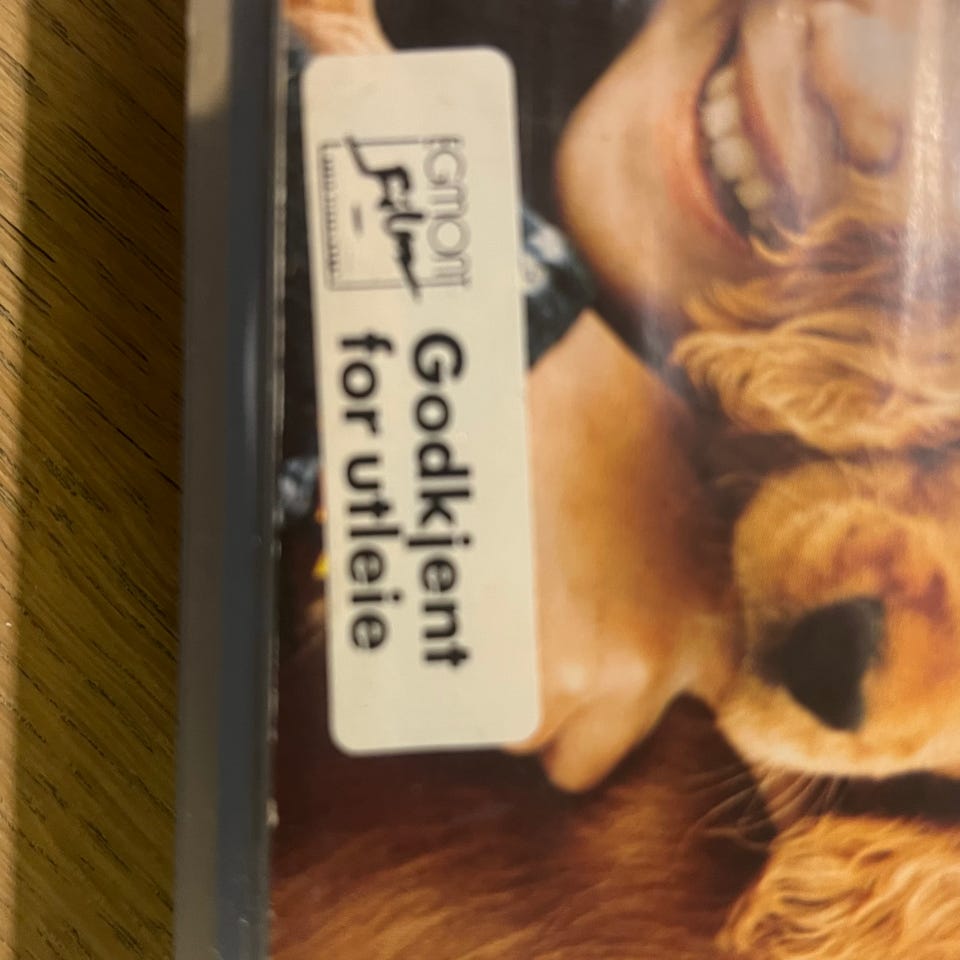 EGMONT
Film
Godkjent
for utleie